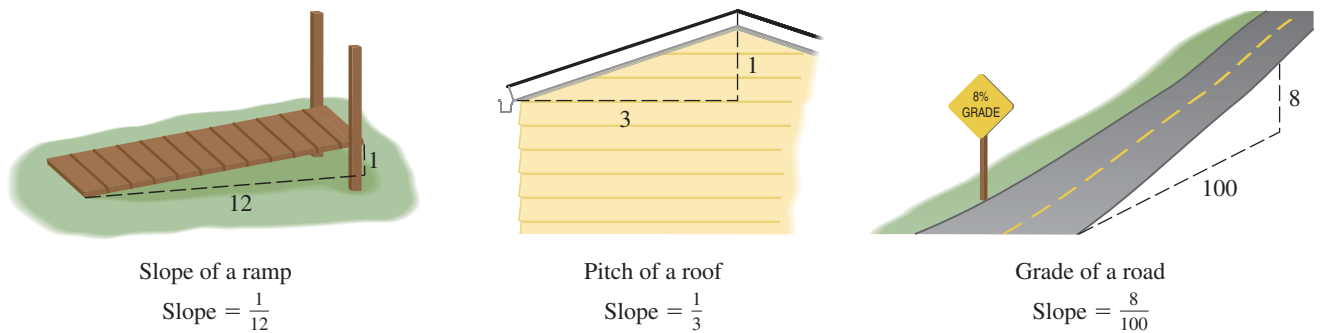 1
12
Slope of a ramp
Slope = 1/12
1
3
Pitch of a roof
Slope = 1/3
8%
GRADE
8
100
Grade of a road
Slope = 8/100